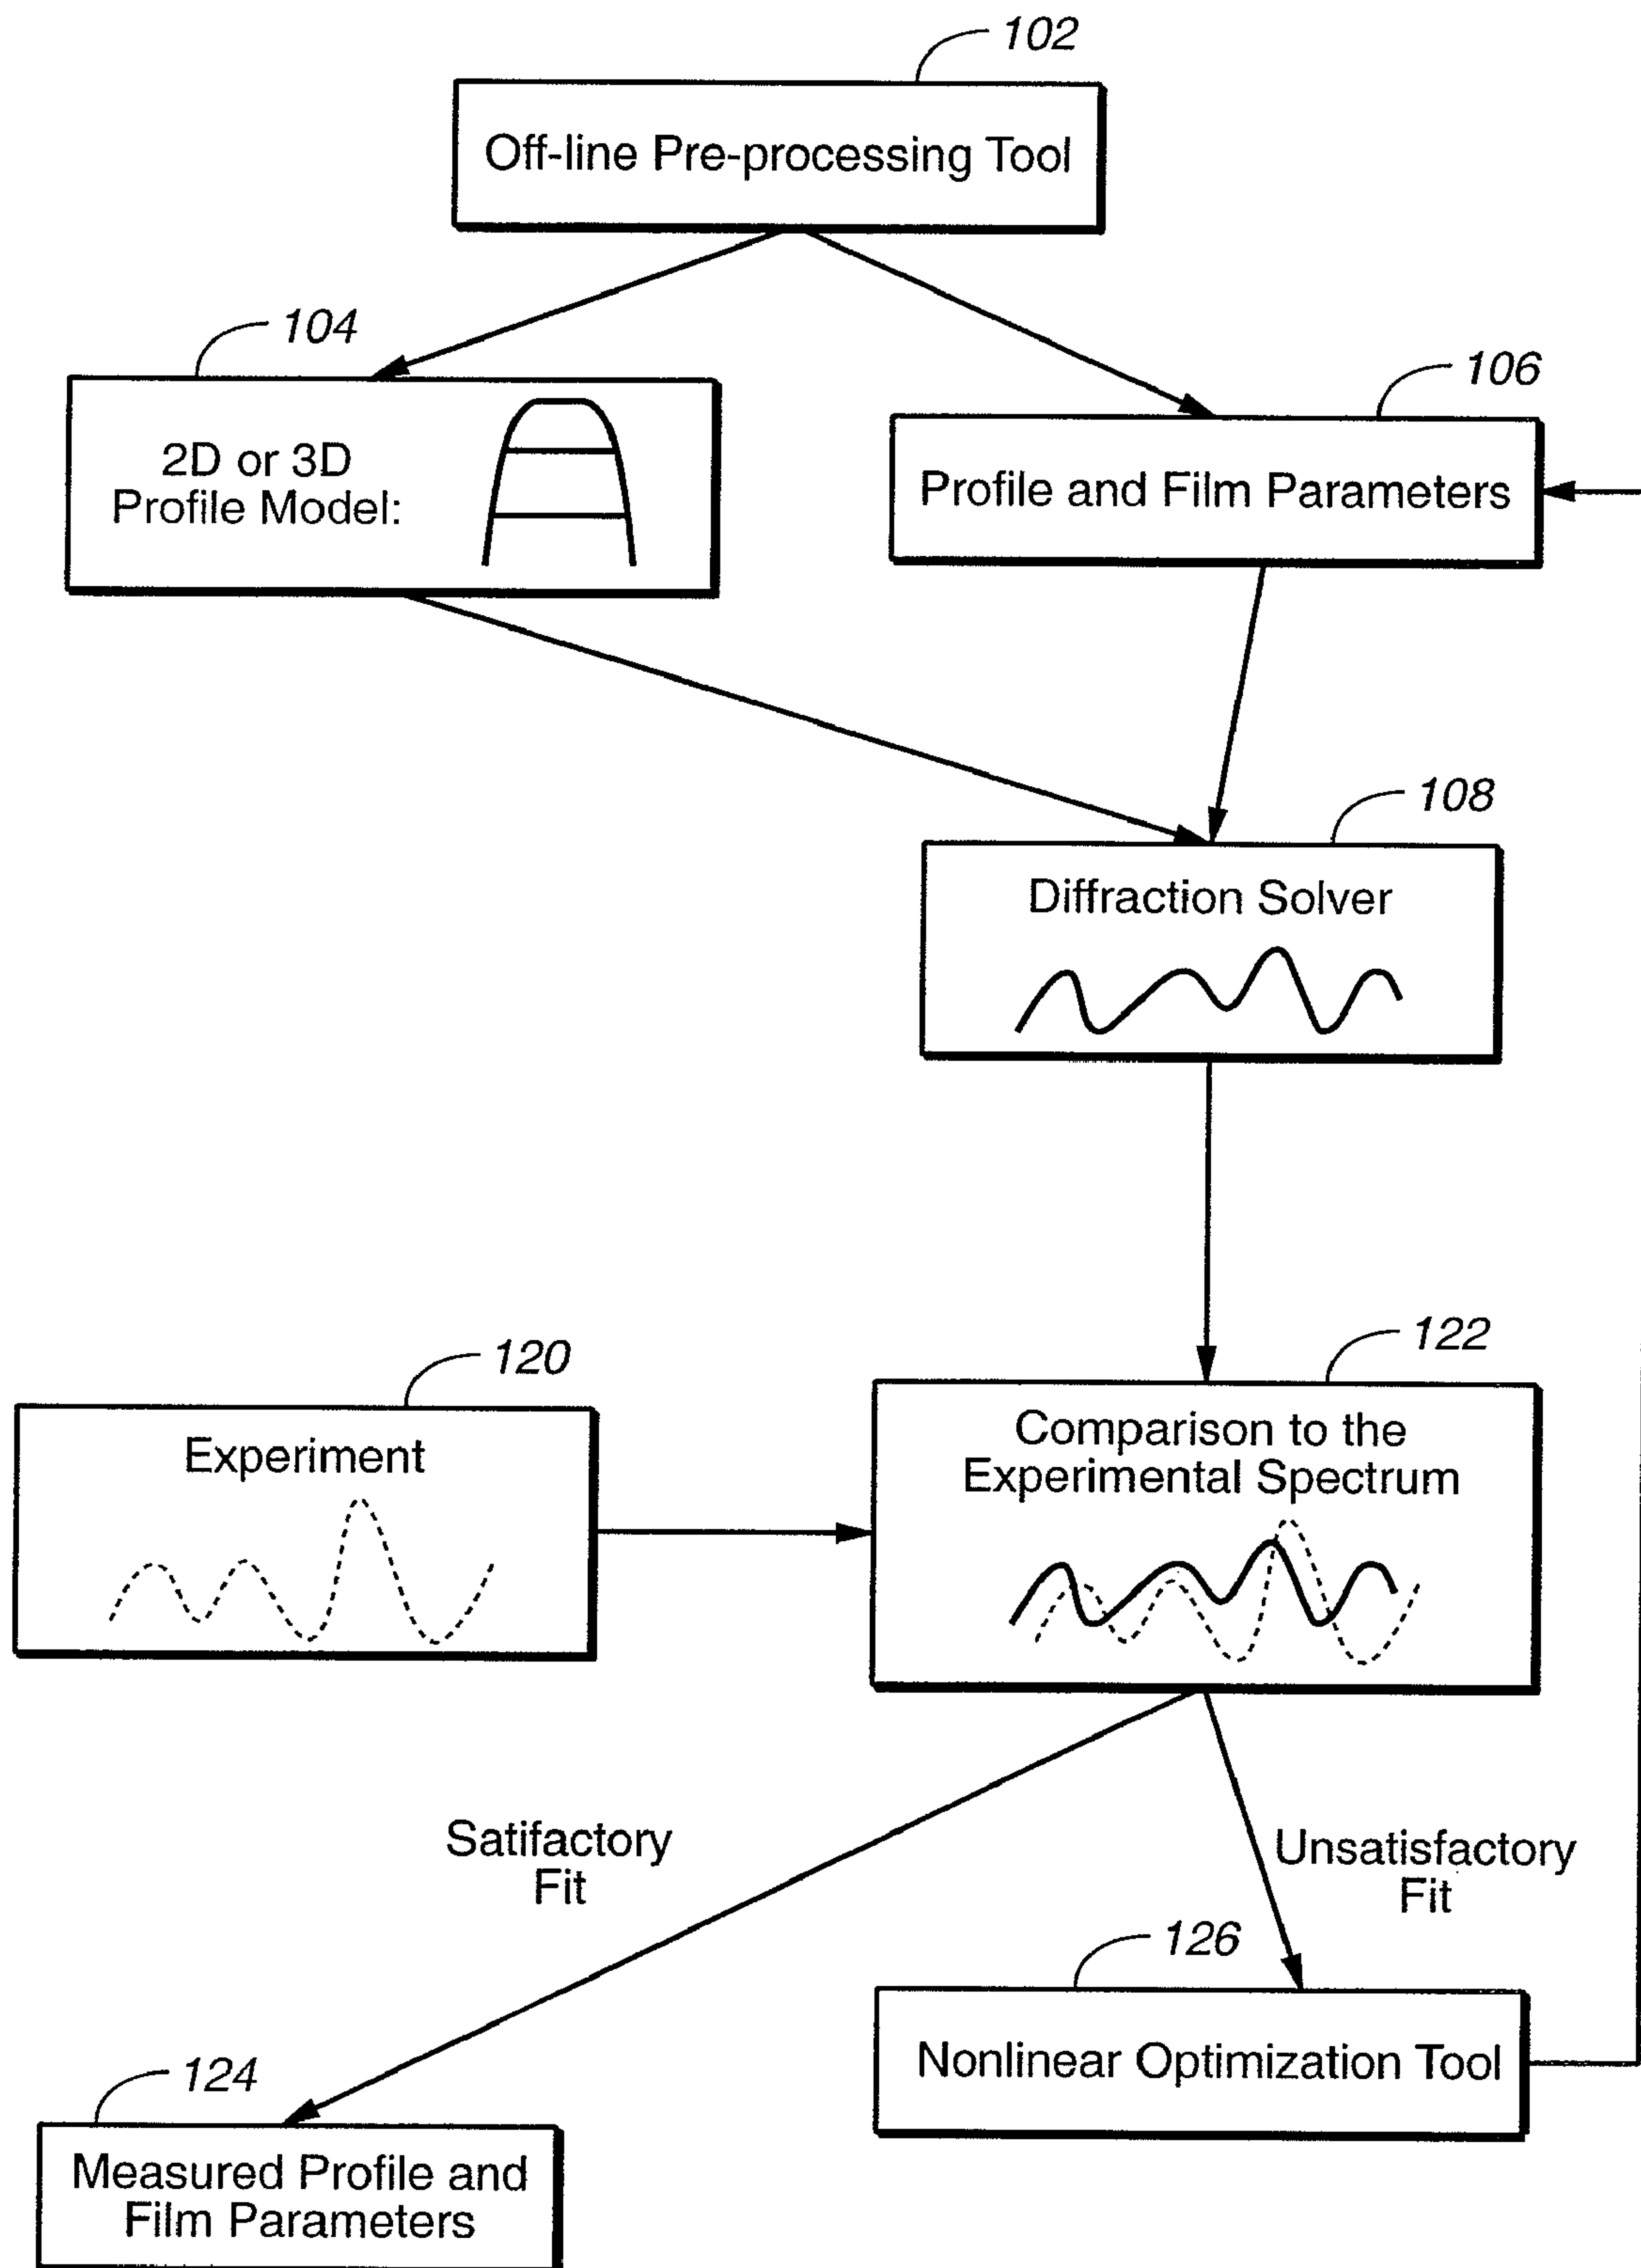 102
Off-line Pre-processing Tool
104
2D or 3D
Profile Model:
106
Profile and Film Parameters
108
Diffraction Solver
120
Experiment
122
Comparison to the
Experimental Spectrum
Satifactory
Fit
Unsatisfactory
Fit
126
Nonlinear Optimization Tool
124
Measured Profile and
Film Parameters